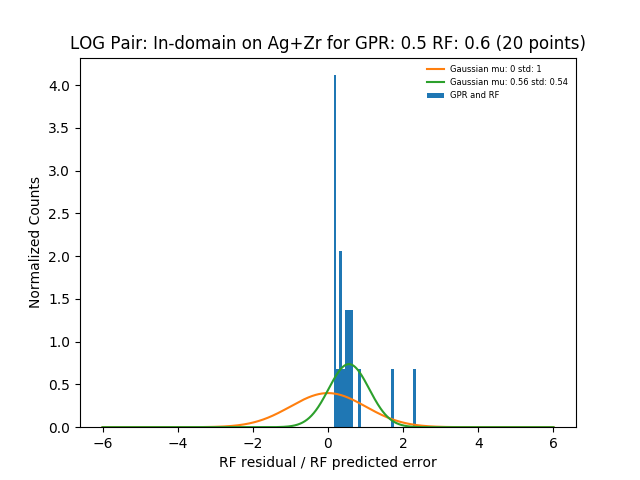 LOG Pair: In-domain on Ag+Zr for GPR: 0.5 RF: 0.6 (20 points)
Gaussian mu: 0 std: 1
Gaussian mu: 0.56 std: 0.54
GPR and RF
4.0
3.5
3.0
2.5
2.0
1.5
1.0
0.5
0.0
Normalized Counts
−6 −4 −2 0 2 4 6
RF residual / RF predicted error